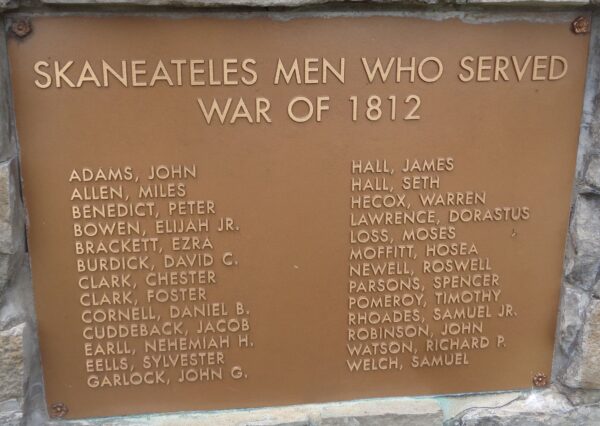 SKANEATELES MEN WHO SERVED
WAR OF 1812
ADAMS, JOHN
ALLEN, MILES
BENEDICT, PETER
BOWEN, ELIJAH JR.
BRACKETT, EZRA
BURDICK, DAVID C.
CLARK, CHESTER
CLARK, FOSTER
CORNELL, DANIEL B.
CUDDEBACK, JACOB
EARLL, NEHEMIAH H.
EELLS, SYLVESTER
GARLOCK, JOHN G.
HALL, JAMES
HALL, SETH
HECOX, WARREN
LAWRENCE, DORASTUS
LOSS, MOSES
MOFFITT, HOSEA
NEWELL, ROSWELL
PARSONS, SPENCER
POMEROY, TIMOTHY
RHOADES, SAMUEL JR.
ROBINSON, JOHN
WATSON, RICHARD P.
WELCH, SAMUEL